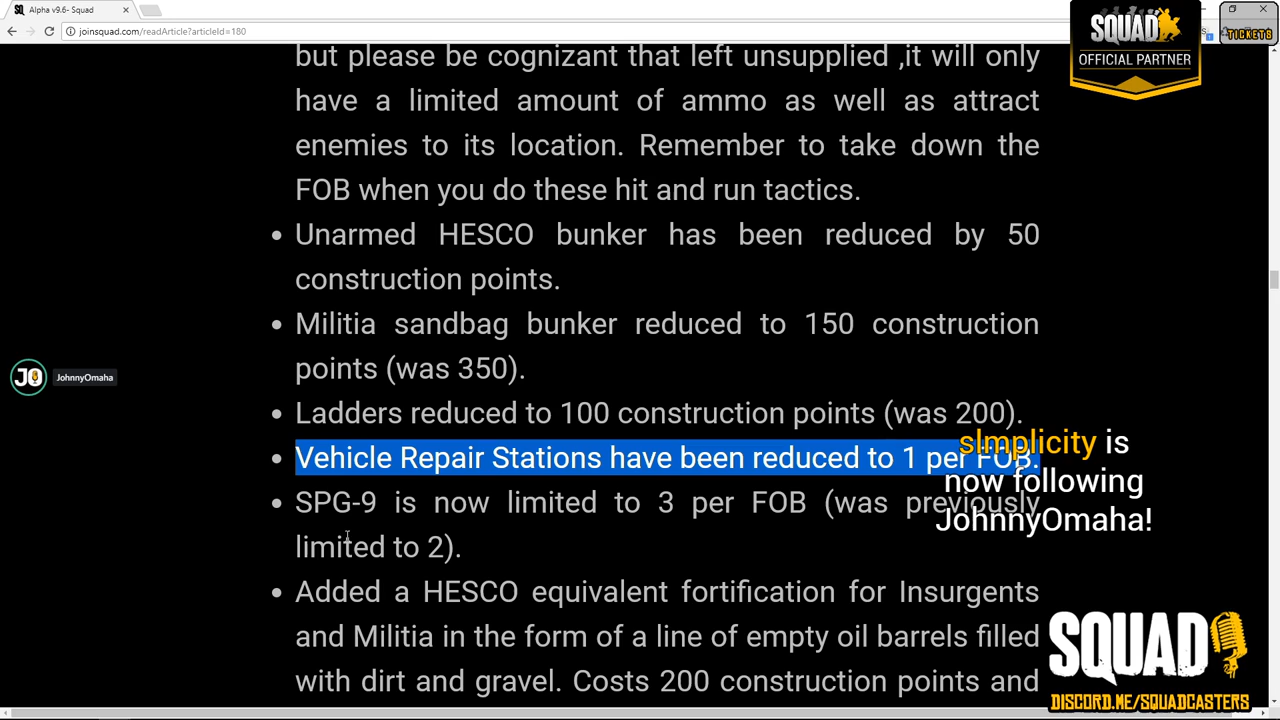 Alpha v9.6- Squad
joinsquad.com/readArticle?articleId=180
SQUAD
OFFICIAL PARTNER
TICKETS
but please be cognizant that left unsupplied ,it will only
have a limited amount of ammo as well as attract
enemies to its location. Remember to take down the
FOB when you do these hit and run tactics.
Unarmed HESCO bunker has been reduced by 50
construction points.
Militia sandbag bunker reduced to 150 construction
points (was 350).
JO JohnnyOmaha
Ladders reduced to 100 construction points (was 200).
Vehicle Repair Stations have been reduced to 1 per FOB.
SPG-9 is now limited to 3 per FOB (was previously
limited to 2).
sImplicity is
now following
JohnnyOmaha!
Added a HESCO equivalent fortification for Insurgents
and Militia in the form of a line of empty oil barrels filled
with dirt and gravel. Costs 200 construction points and
SQUAD
DISCORD.ME/SQUADCASTERS